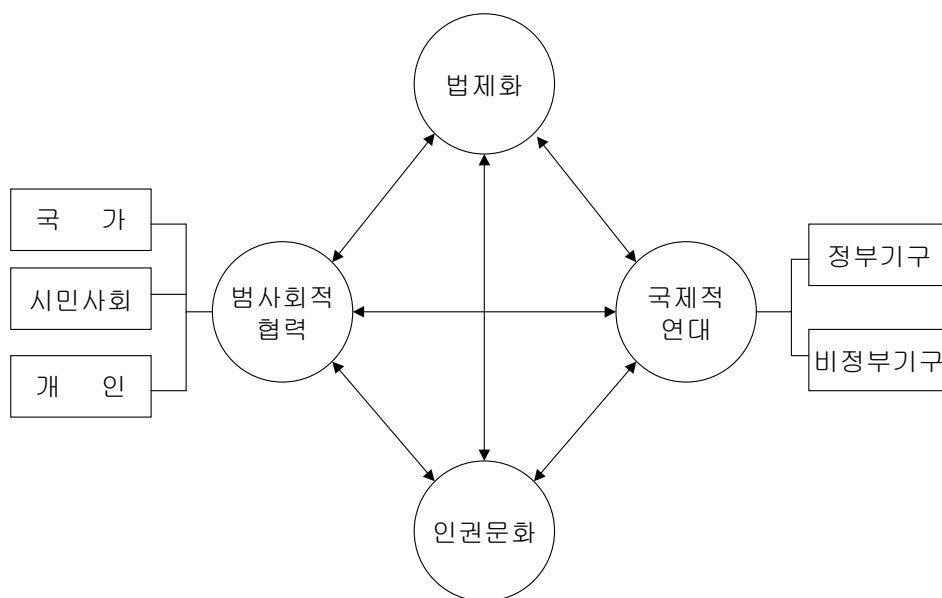 법제화
국 가
시민사회
개 인
범사회적
협력
국제적
연대
정부기구
비정부기구
인권문화